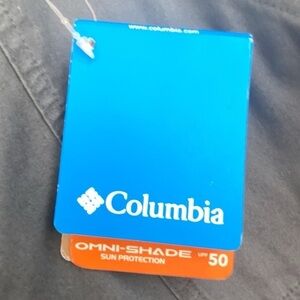 www.columbia.com
Columbia
OMNI-SHADE UPF 50
SUN PROTECTION